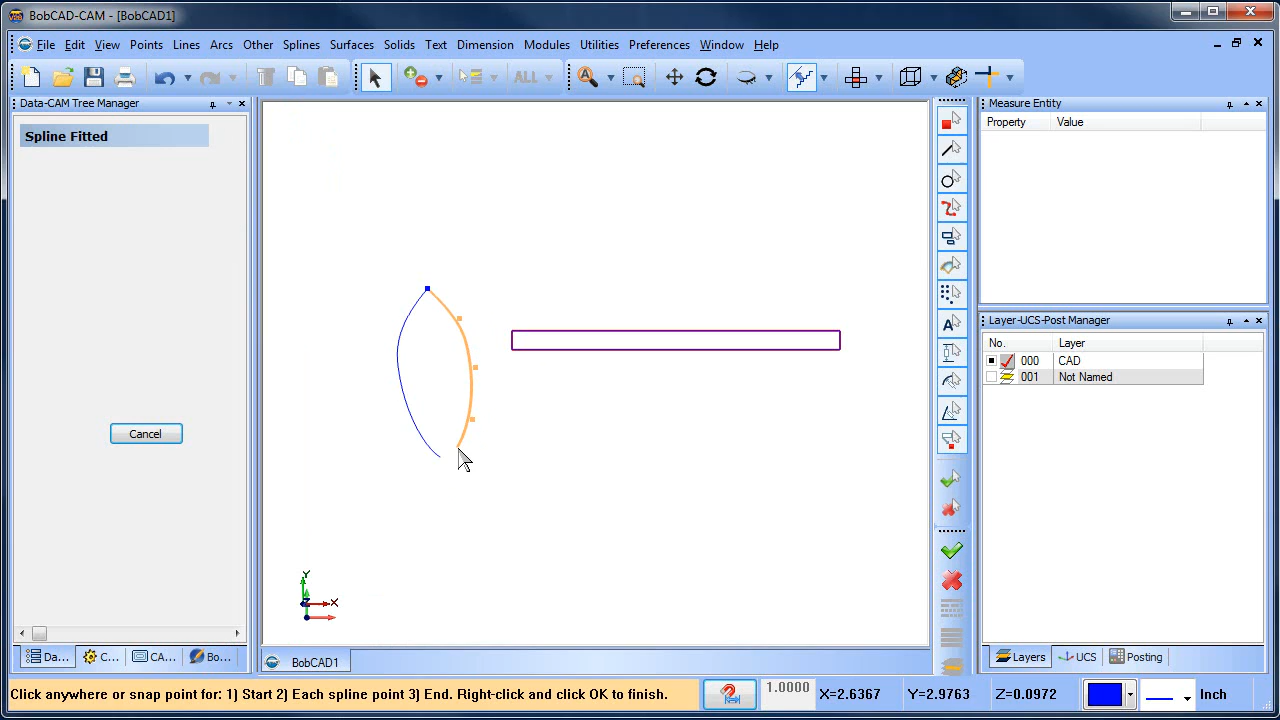 BobCAD-CAM - [BobCAD1]
File Edit View Points Lines Arcs Other Splines Surfaces Solids Text Dimension Modules Utilities Preferences Window Help
ALL
Data-CAM Tree Manager
Spline Fitted
Cancel
Da... C... CA... Bo...
Y
X
BobCAD1
A
Measure Entity
Property Value
Layer-UCS-Post Manager
No. Layer
000 CAD
001 Not Named
Layers UCS Posting
Click anywhere or snap point for: 1) Start 2) Each spline point 3) End. Right-click and click OK to finish.
1.0000 X=2.6367 Y=2.9763 Z=0.0972 Inch